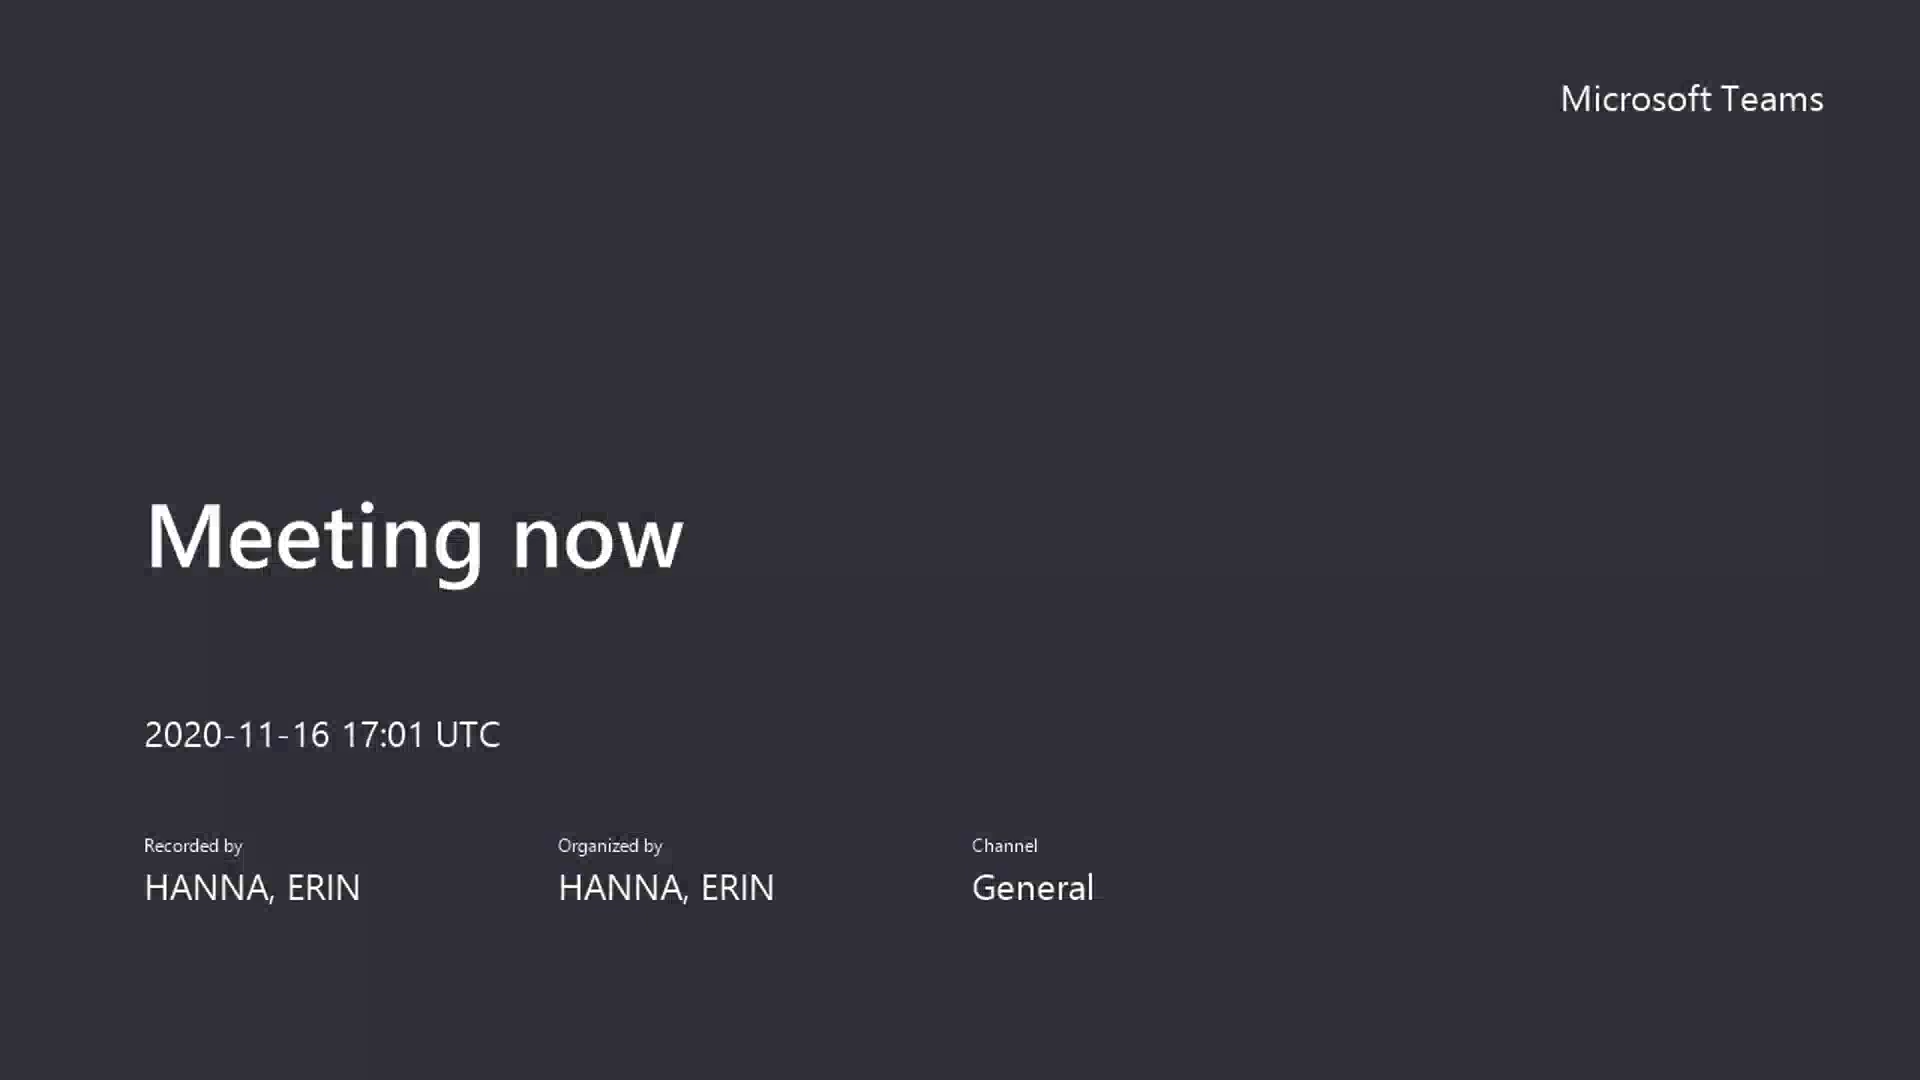 Microsoft Teams
Meeting now
2020-11-16 17:01 UTC
Recorded by
HANNA, ERIN
Organized by
HANNA, ERIN
Channel
General